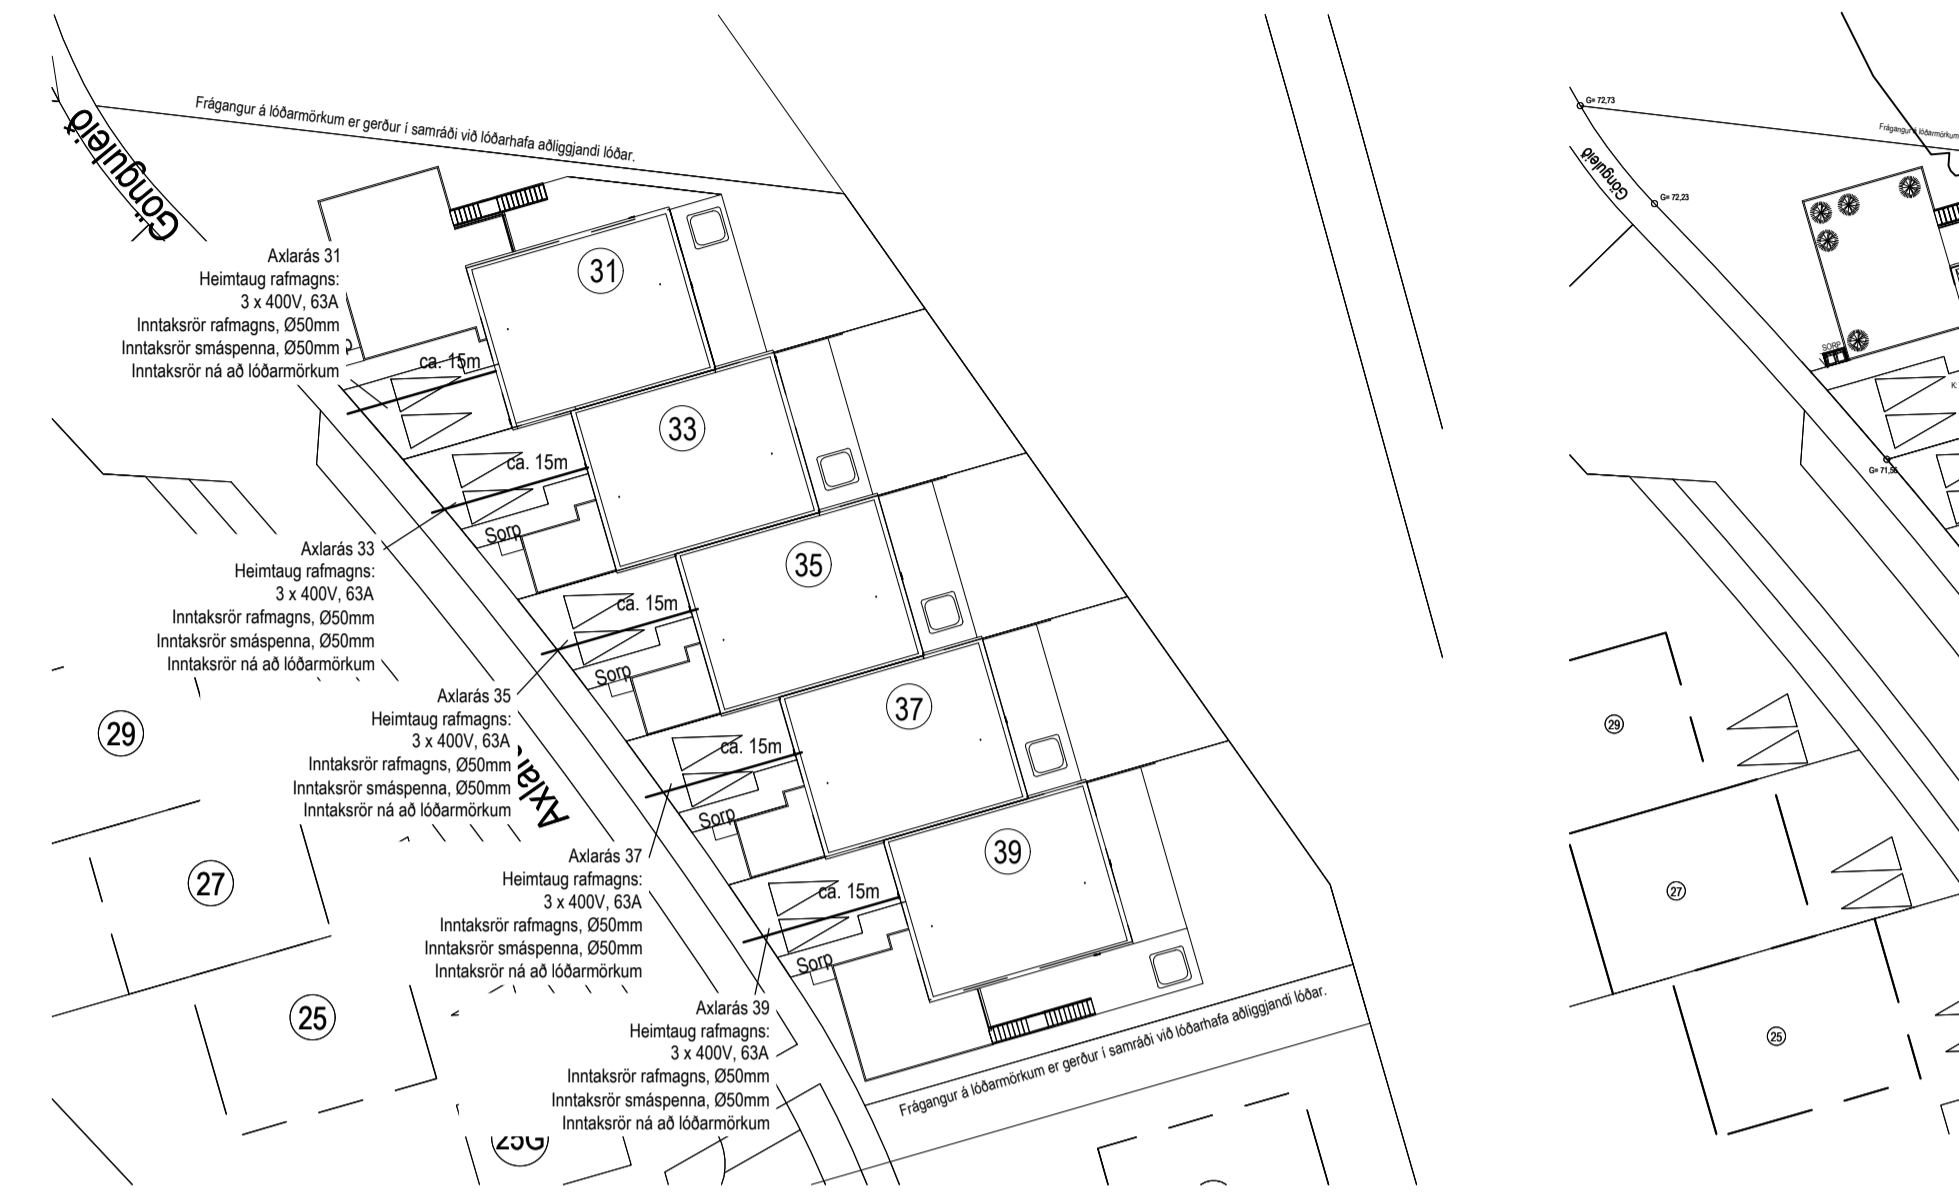 Frágangur á lóðarmörkum er gerður í samráði við lóðarhafa aðliggjandi lóðar.
Gönguleið
Axlarás 31
Heimtaug rafmagns:
3 x 400V, 63A
Inntaksrör rafmagns, Ø50mm
Inntaksrör smáspenna, Ø50mm
Inntaksrör ná að lóðarmörkum
ca. 15m
31
33
ca. 15m
Sorp
Axlarás 33
Heimtaug rafmagns:
3 x 400V, 63A
Inntaksrör rafmagns, Ø50mm
Inntaksrör smáspenna, Ø50mm
Inntaksrör ná að lóðarmörkum
35
ca. 15m
Sorp
Axlarás 35
Heimtaug rafmagns:
3 x 400V, 63A
Inntaksrör rafmagns, Ø50mm
Inntaksrör smáspenna, Ø50mm
Inntaksrör ná að lóðarmörkum
37
ca. 15m
Sorp
Axlarás 37
Heimtaug rafmagns:
3 x 400V, 63A
Inntaksrör rafmagns, Ø50mm
Inntaksrör smáspenna, Ø50mm
Inntaksrör ná að lóðarmörkum
39
ca. 15m
Sorp
Axlarás 39
Heimtaug rafmagns:
3 x 400V, 63A
Inntaksrör rafmagns, Ø50mm
Inntaksrör smáspenna, Ø50mm
Inntaksrör ná að lóðarmörkum
29
27
25
25G
Frágangur á lóðarmörkum er gerður í samráði við lóðarhafa aðliggjandi lóðar.
G= 72,73
Frágangur á lóðarmörkum
Gönguleið
G= 72,23
SORP
K:
G= 71,55
29
27
25